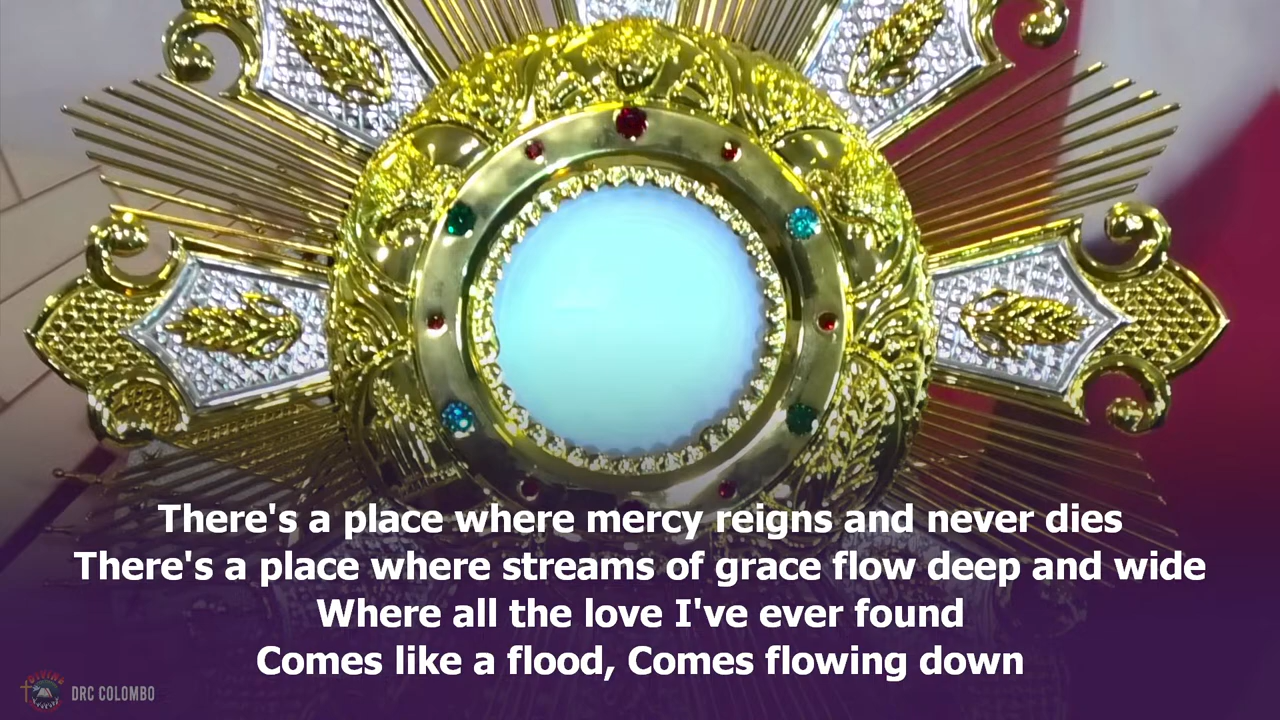 There's a place where mercy reigns and never dies
There's a place where streams of grace flow deep and wide
Where all the love I've ever found
Comes like a flood, Comes flowing down
DRC COLOMBO